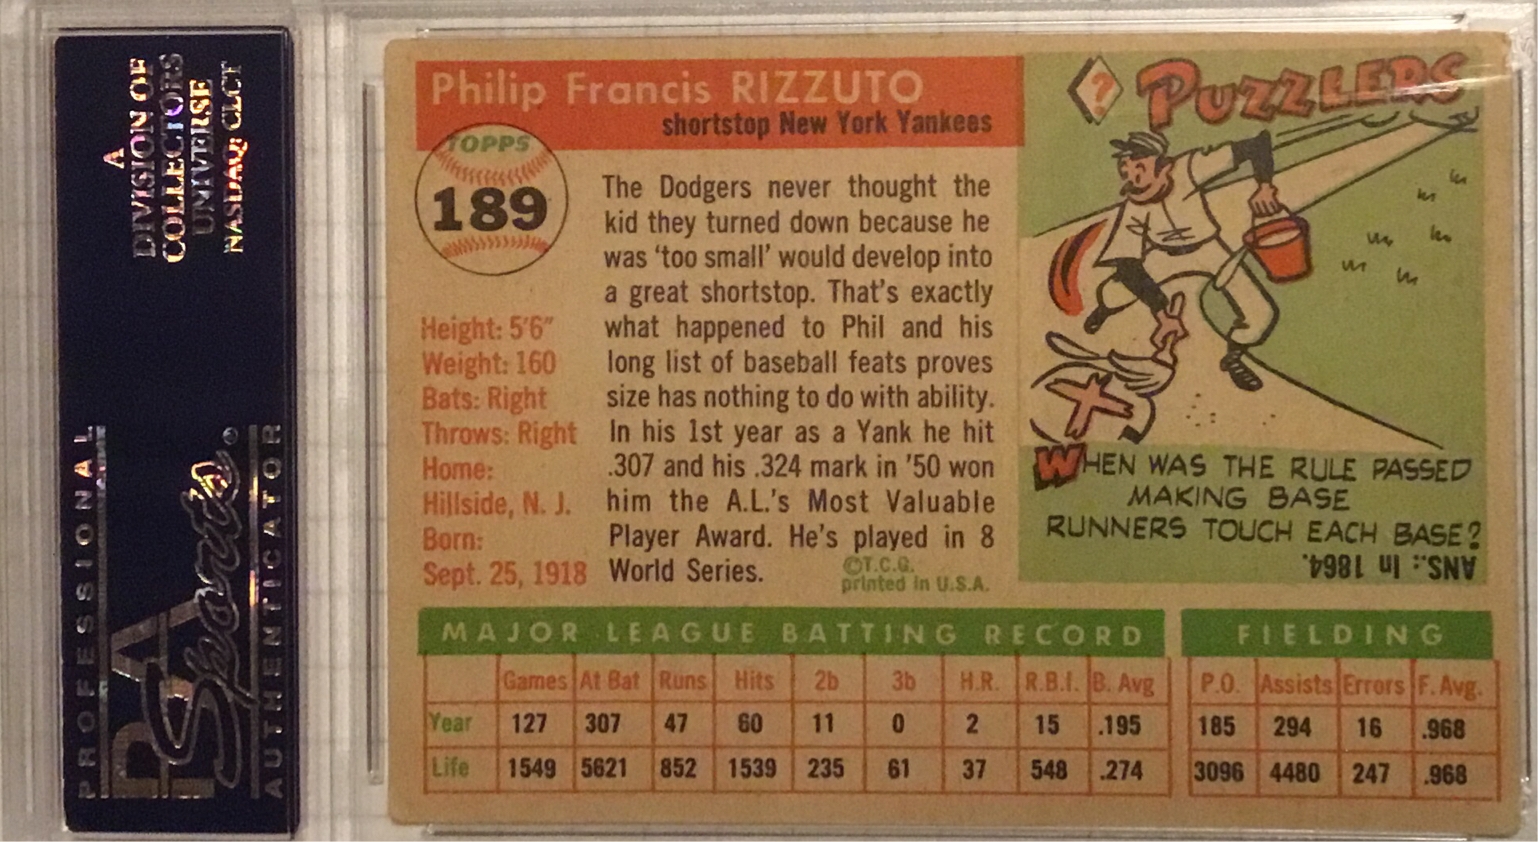 A
DIVISION OF
COLLECTORS
UNIVERSE
NASDAQ: CLCT
PROFESSIONAL
PSA
Sports®
AUTHENTICATOR
Philip Francis RIZZUTO
shortstop New York Yankees
TOPPS
189
Height: 5'6"
Weight: 160
Bats: Right
Throws: Right
Home:
Hillside, N. J.
Born:
Sept. 25, 1918
The Dodgers never thought the
kid they turned down because he
was 'too small' would develop into
a great shortstop. That's exactly
what happened to Phil and his
long list of baseball feats proves
size has nothing to do with ability.
In his 1st year as a Yank he hit
.307 and his .324 mark in '50 won
him the A.L.'s Most Valuable
Player Award. He's played in 8
World Series.
©T.C.G.
printed in U.S.A.
? PUZZLERS
WHEN WAS THE RULE PASSED
MAKING BASE
RUNNERS TOUCH EACH BASE?
ANS.: In 1864.
MAJOR LEAGUE BATTING RECORD FIELDING
Games At Bat Runs Hits 2b 3b H.R. R.B.I. B. Avg P.O. Assists Errors F. Avg.
Year 127 307 47 60 11 0 2 15 .195 185 294 16 .968
Life 1549 5621 852 1539 235 61 37 548 .274 3096 4480 247 .968